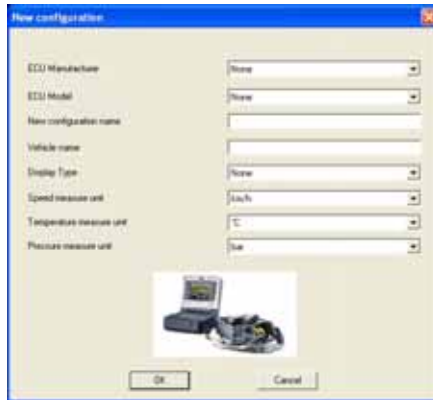 New configuration
ECU Manufacturer None
ECU Model None
New configuration name
Vehicle name
Display Type None
Speed measure unit km/h
Temperature measure unit °C
Pressure measure unit bar
OK Cancel